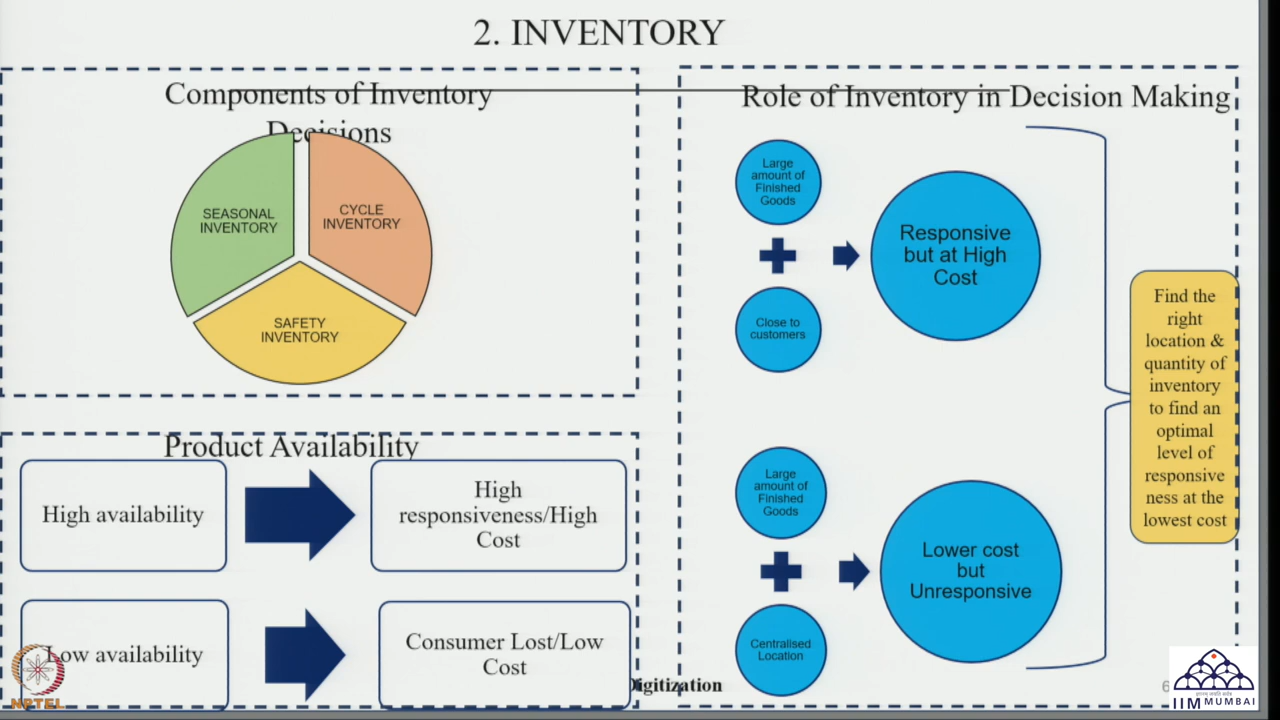 2. INVENTORY
Components of Inventory
Decisions
SEASONAL
INVENTORY
CYCLE
INVENTORY
SAFETY
INVENTORY
Product Availability
High availability
High
responsiveness/High
Cost
Low availability
Consumer Lost/Low
Cost
Role of Inventory in Decision Making
Large
amount of
Finished
Goods
Close to
customers
Responsive
but at High
Cost
Large
amount of
Finished
Goods
Centralised
Location
Lower cost
but
Unresponsive
Find the
right
location &
quantity of
inventory
to find an
optimal
level of
responsive
ness at the
lowest cost
Digitization
6
NPTEL
IIM MUMBAI